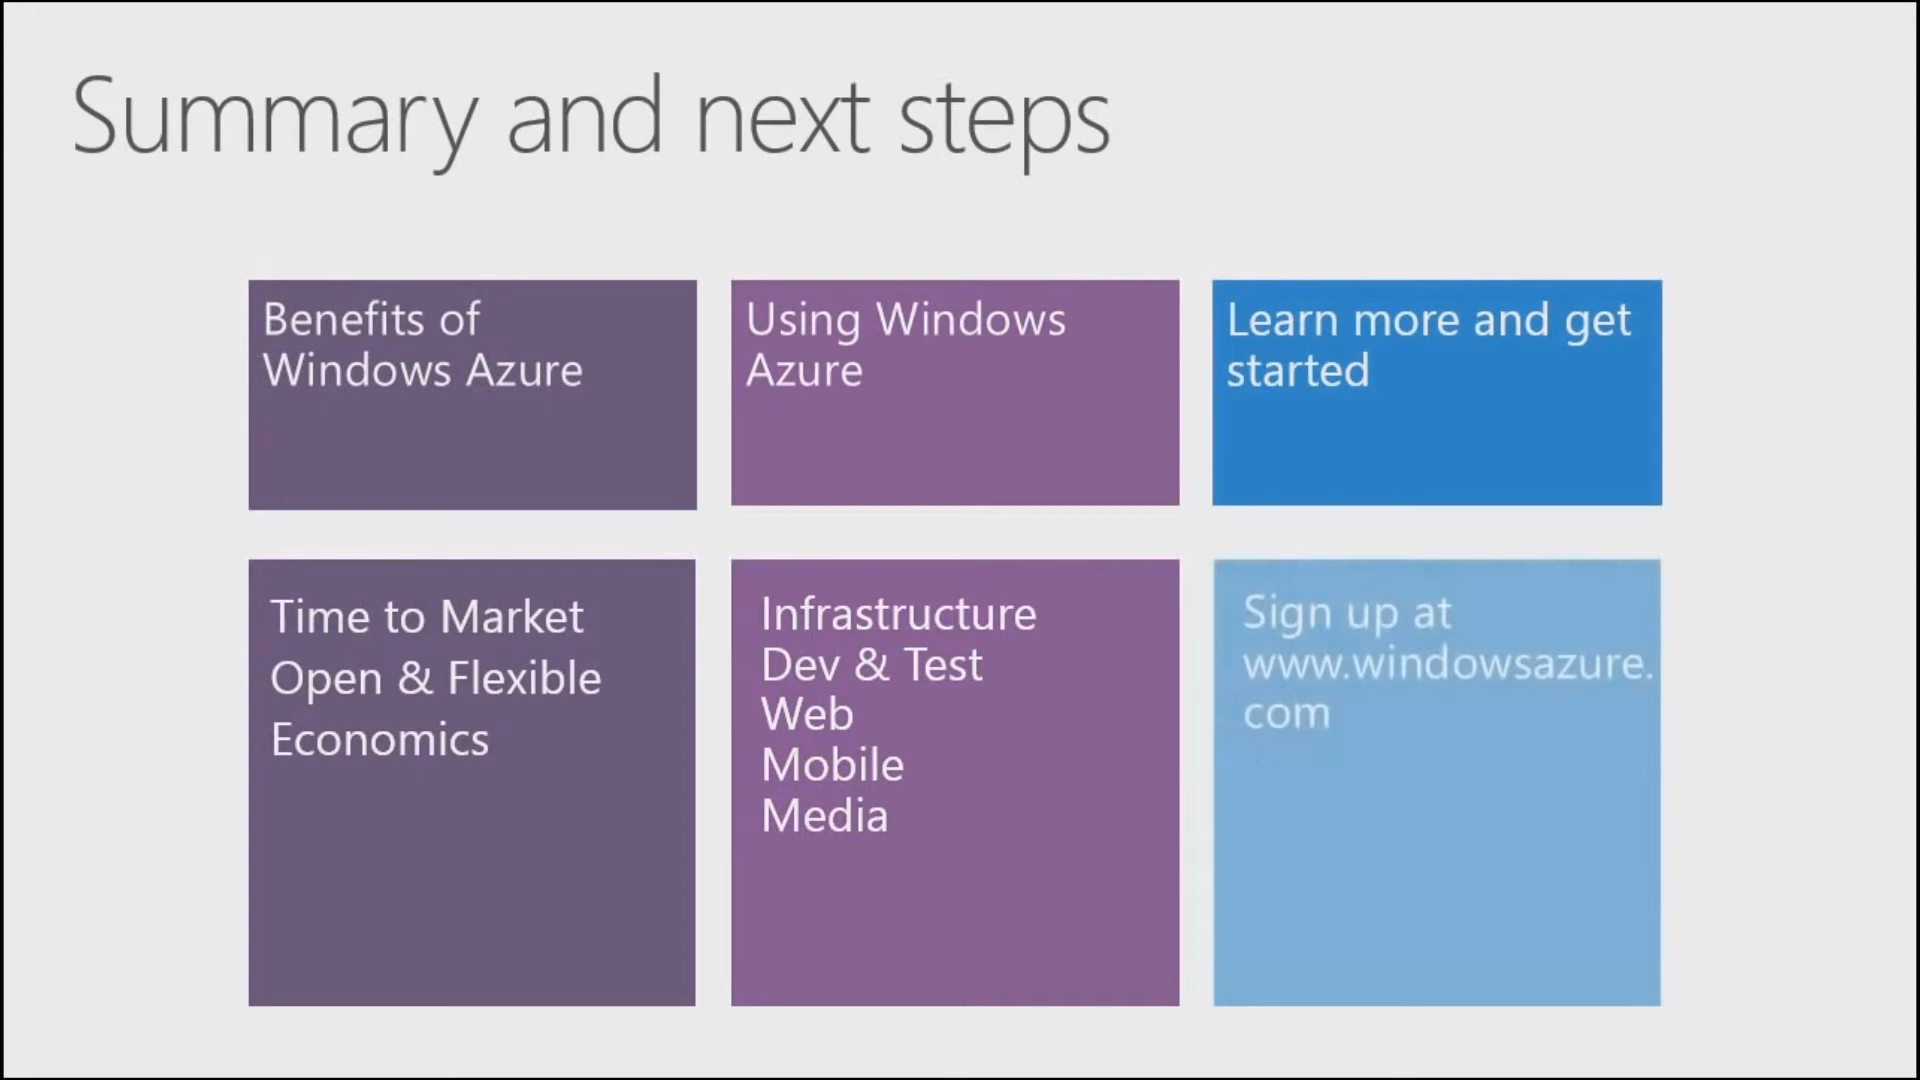 Summary and next steps
Benefits of
Windows Azure
Using Windows
Azure
Learn more and get
started
Time to Market
Open & Flexible
Economics
Infrastructure
Dev & Test
Web
Mobile
Media
Sign up at
www.windowsazure.
com